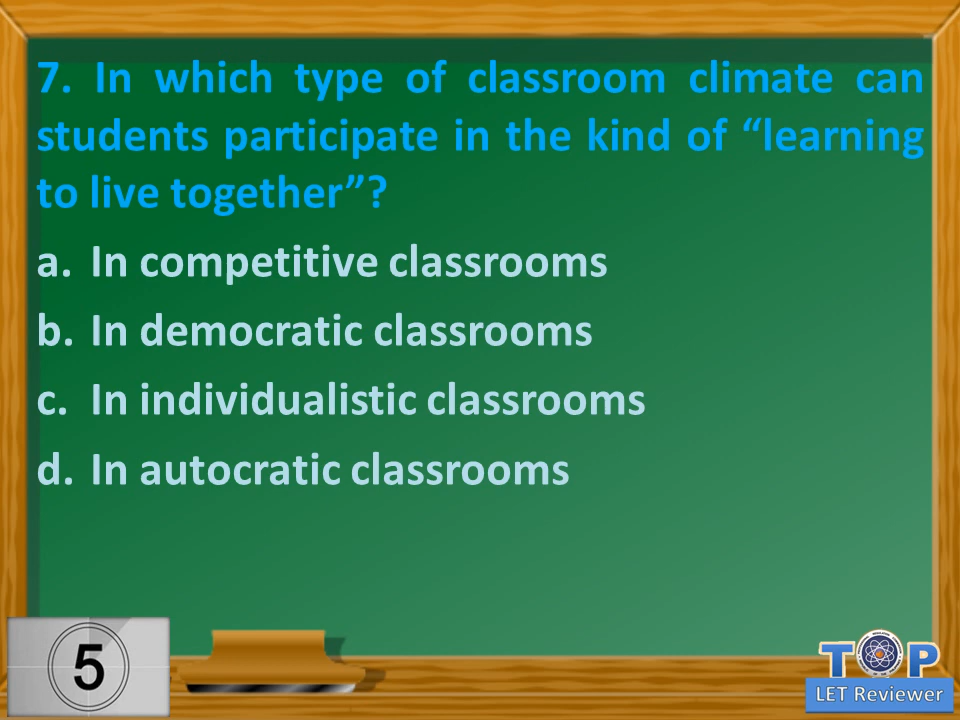 7. In which type of classroom climate can
students participate in the kind of “learning
to live together”?
a. In competitive classrooms
b. In democratic classrooms
c. In individualistic classrooms
d. In autocratic classrooms
5
TOP
LET Reviewer